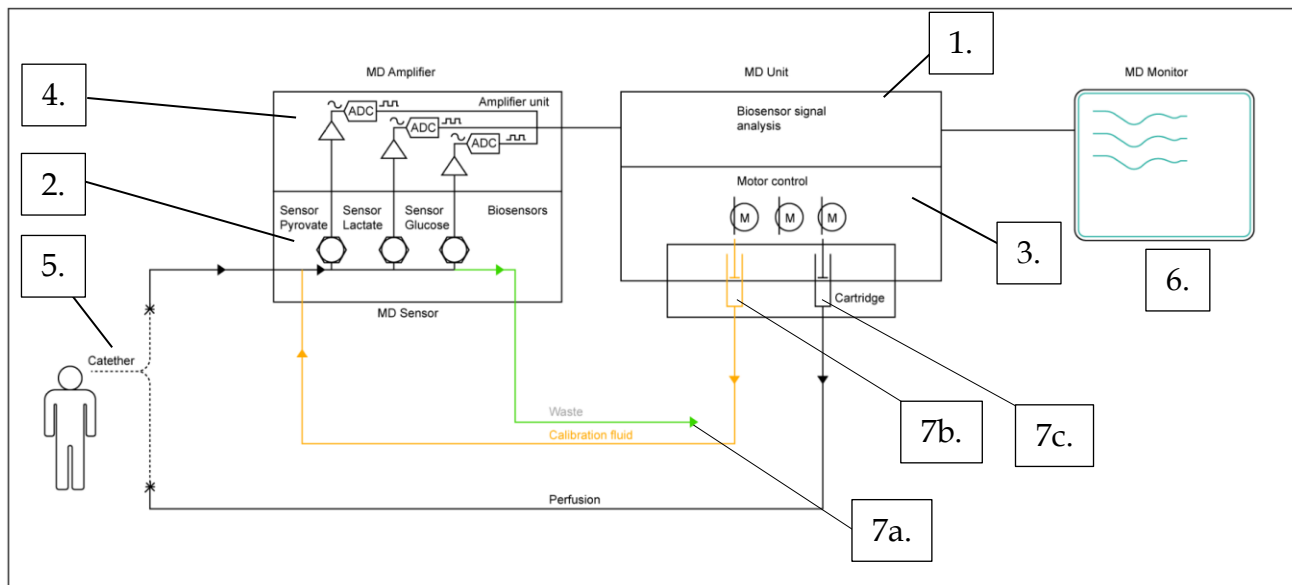 1.
MD Amplifier
MD Unit
MD Monitor
4.
ADC
Amplifier unit
ADC
ADC
Biosensor signal
analysis
2.
Sensor
Pyrovate
Sensor
Lactate
Sensor
Glucose
Biosensors
Motor control
M
M
M
3.
5.
6.
Cartridge
MD Sensor
Catether
Waste
Calibration fluid
7b.
7c.
Perfusion
7a.